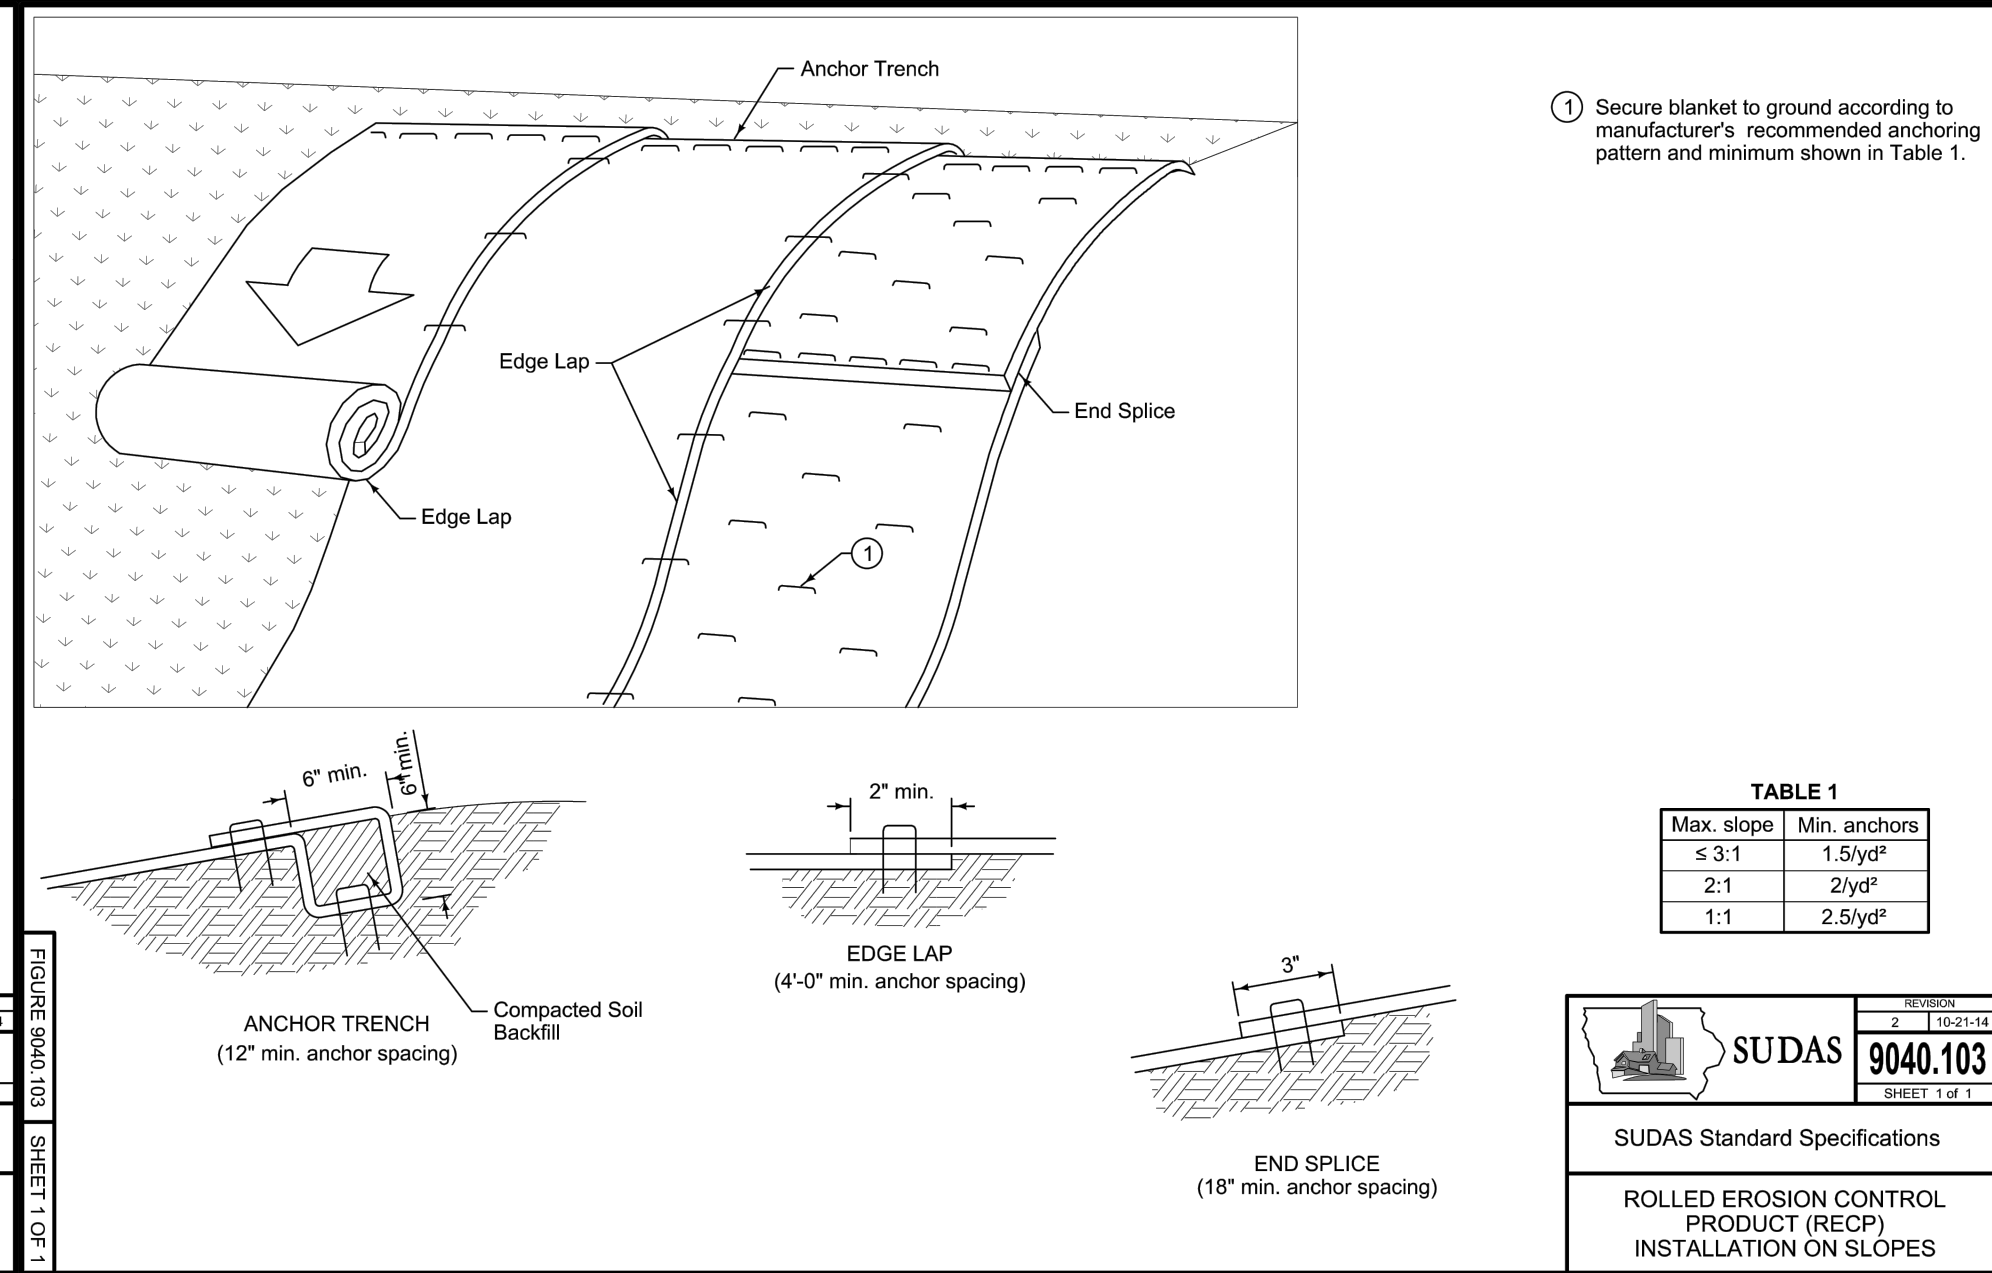 Anchor Trench
Edge Lap
End Splice
Edge Lap
1
1 Secure blanket to ground according to
manufacturer's recommended anchoring
pattern and minimum shown in Table 1.
6" min.
6" min.
Compacted Soil
Backfill
ANCHOR TRENCH
(12" min. anchor spacing)
2" min.
EDGE LAP
(4'-0" min. anchor spacing)
3"
END SPLICE
(18" min. anchor spacing)
TABLE 1
Max. slope Min. anchors
≤ 3:1 1.5/yd²
2:1 2/yd²
1:1 2.5/yd²
FIGURE 9040.103 SHEET 1 OF 1
SUDAS
REVISION
2 10-21-14
9040.103
SHEET 1 of 1
SUDAS Standard Specifications
ROLLED EROSION CONTROL
PRODUCT (RECP)
INSTALLATION ON SLOPES